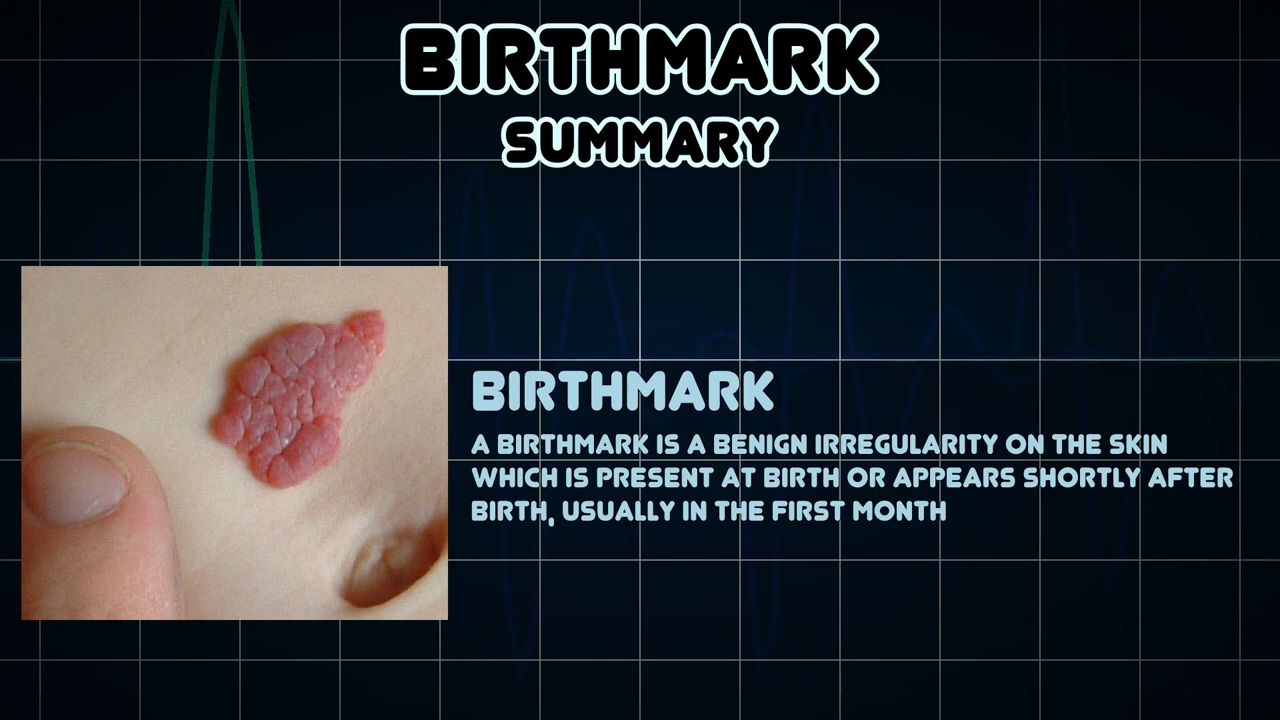 BIRTHMARK
SUMMARY
BIRTHMARK
A BIRTHMARK IS A BENIGN IRREGULARITY ON THE SKIN
WHICH IS PRESENT AT BIRTH OR APPEARS SHORTLY AFTER
BIRTH, USUALLY IN THE FIRST MONTH